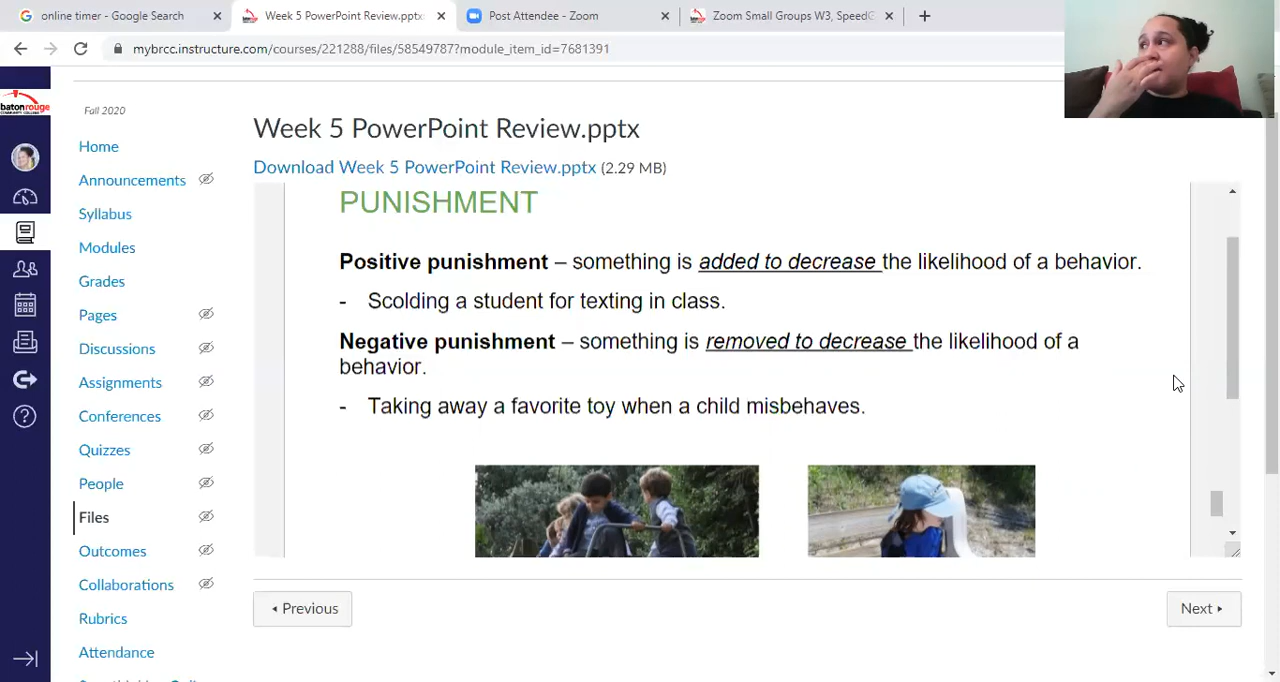 online timer - Google Search
Week 5 PowerPoint Review.pptx
Post Attendee - Zoom
Zoom Small Groups W3, SpeedG
mybrcc.instructure.com/courses/221288/files/58549787?module_item_id=7681391
batonrouge
Fall 2020
Home
Announcements
Syllabus
Modules
Grades
Pages
Discussions
Assignments
Conferences
Quizzes
People
Files
Outcomes
Collaborations
Rubrics
Attendance
Week 5 PowerPoint Review.pptx
Download Week 5 PowerPoint Review.pptx (2.29 MB)
PUNISHMENT
Positive punishment – something is added to decrease the likelihood of a behavior.
- Scolding a student for texting in class.
Negative punishment – something is removed to decrease the likelihood of a
behavior.
- Taking away a favorite toy when a child misbehaves.
Previous
Next